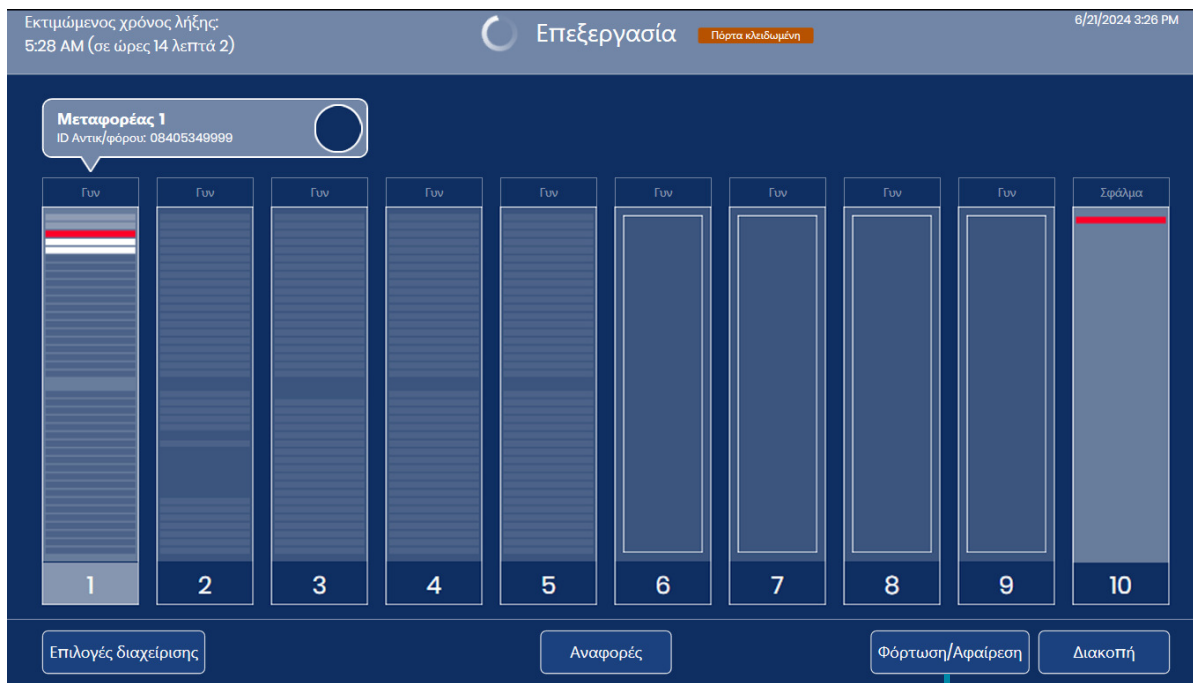 Εκτιμώμενος χρόνος λήξης:
5:28 AM (σε ώρες 14 λεπτά 2)
Επεξεργασία
Πόρτα κλειδωμένη
6/21/2024 3:26 PM
Μεταφορέας 1
ID Αντικ/φόρου: 08405349999
Γυν Γυν Γυν Γυν Γυν Γυν Γυν Γυν Γυν Σφάλμα
1 2 3 4 5 6 7 8 9 10
Επιλογές διαχείρισης Αναφορές Φόρτωση/Αφαίρεση Διακοπή